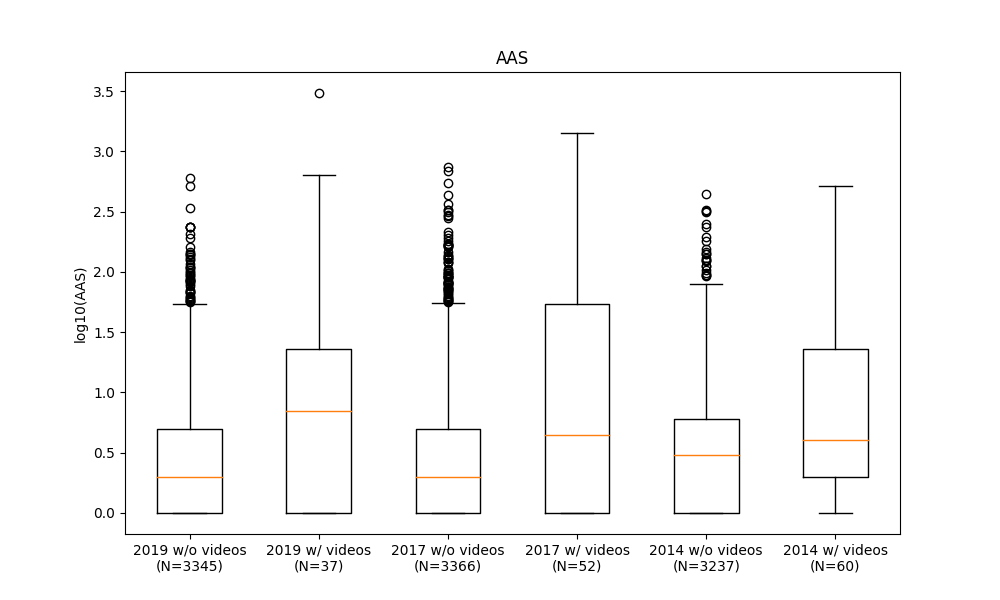 AAS
log10(AAS)
3.5
3.0
2.5
2.0
1.5
1.0
0.5
0.0
2019 w/o videos
(N=3345)
2019 w/ videos
(N=37)
2017 w/o videos
(N=3366)
2017 w/ videos
(N=52)
2014 w/o videos
(N=3237)
2014 w/ videos
(N=60)